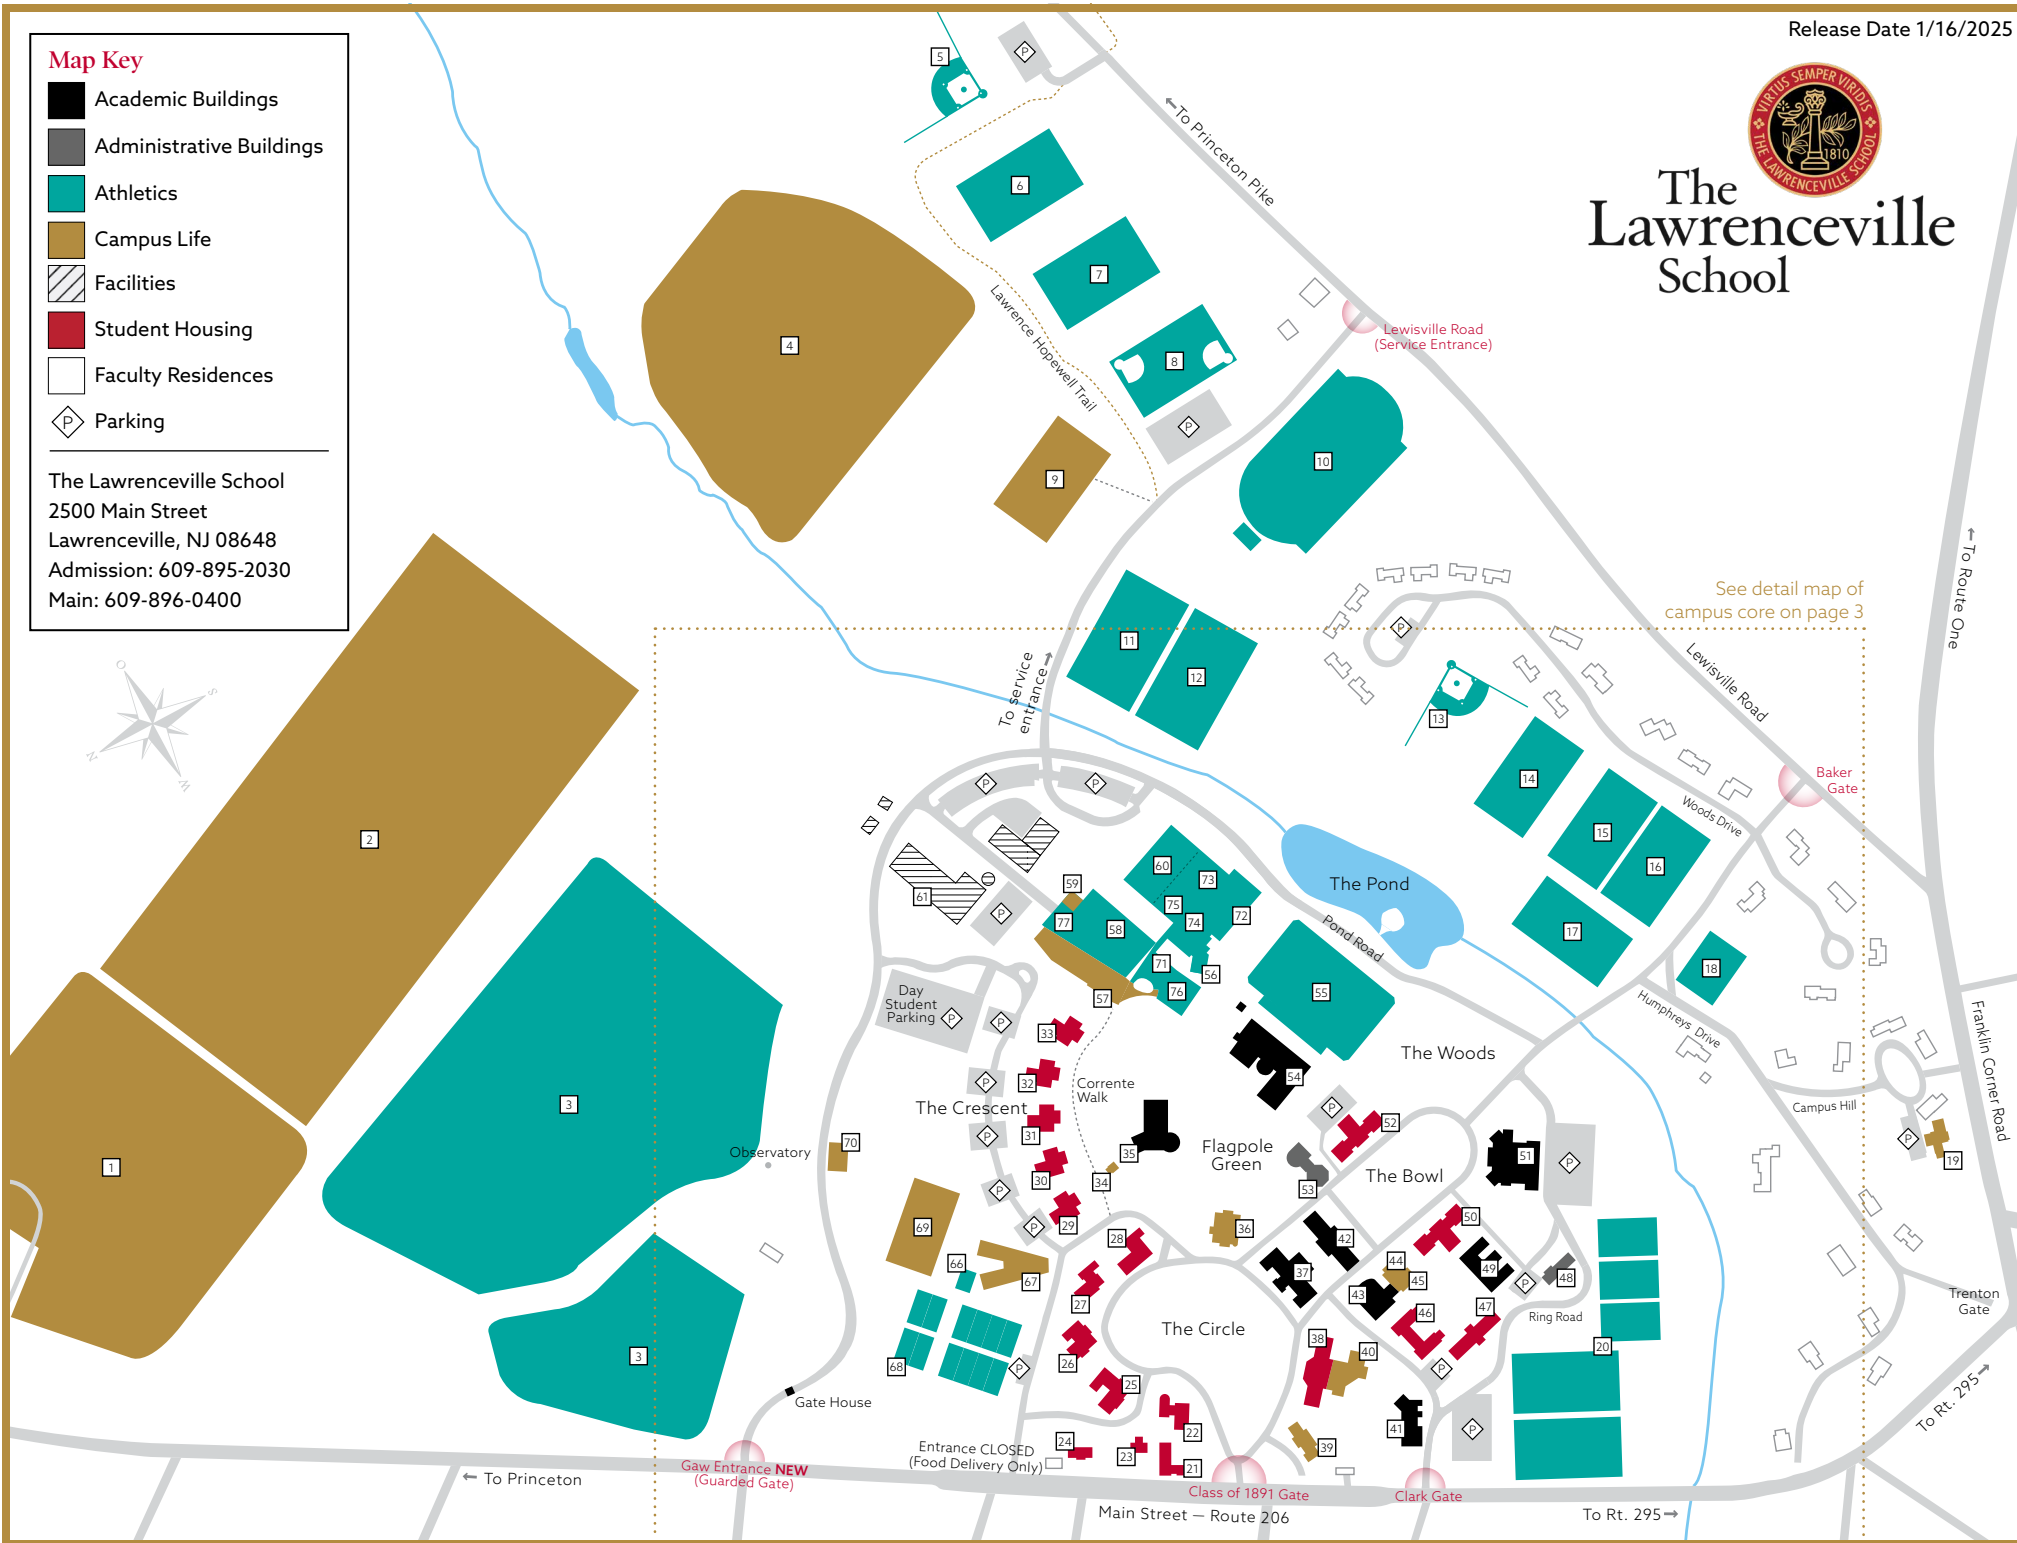 Release Date 1/16/2025
Map Key
Academic Buildings
Administrative Buildings
Athletics
Campus Life
Facilities
Student Housing
Faculty Residences
P Parking
The Lawrenceville School
2500 Main Street
Lawrenceville, NJ 08648
Admission: 609-895-2030
Main: 609-896-0400
VIRTUS SEMPER VIRIDIS
THE LAWRENCEVILLE SCHOOL
1810
The
Lawrenceville
School
5
P
←To Princeton Pike
6
7
Lawrence Hopewell Trail
8
P
Lewisville Road
(Service Entrance)
4
9
10
See detail map of
campus core on page 3
To Route One →
Lewisville Road
P
11
12
To service
entrance →
13
14
15
16
17
18
Woods Drive
Baker
Gate
O
S
N
W
2
1
3
3
P
P
61
P
59
77
58
60
73
75
74
72
71
56
76
57
The Pond
Pond Road
55
Humphreys Drive
Day
Student
Parking
P
P
33
32
P
The Crescent
31
P
30
P
29
P
Corrente
Walk
35
34
54
The Woods
P
52
Flagpole
Green
53
The Bowl
51
P
Campus Hill
Franklin Corner Road
P
19
Observatory
70
69
66
67
68
P
28
27
26
25
The Circle
36
42
37
44
45
43
50
49
P
48
46
47
Ring Road
38
40
P
20
41
P
39
22
21
23
24
Trenton
Gate
Gate House
Entrance CLOSED
(Food Delivery Only)
Gaw Entrance NEW
(Guarded Gate)
← To Princeton
Class of 1891 Gate
Clark Gate
Main Street — Route 206
To Rt. 295→
To Rt. 295→